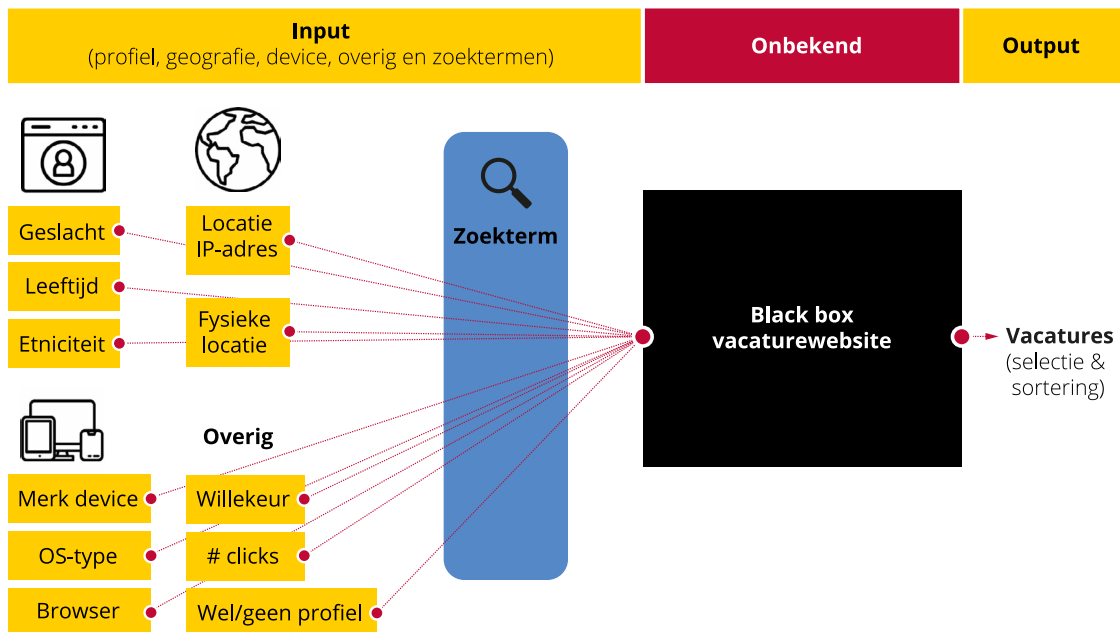 Input
(profiel, geografie, device, overig en zoektermen)
Onbekend
Output
Geslacht
Leeftijd
Etniciteit
Locatie
IP-adres
Fysieke
locatie
Zoekterm
Black box
vacaturewebsite
Vacatures
(selectie &
sortering)
Merk device
OS-type
Browser
Overig
Willekeur
# clicks
Wel/geen profiel